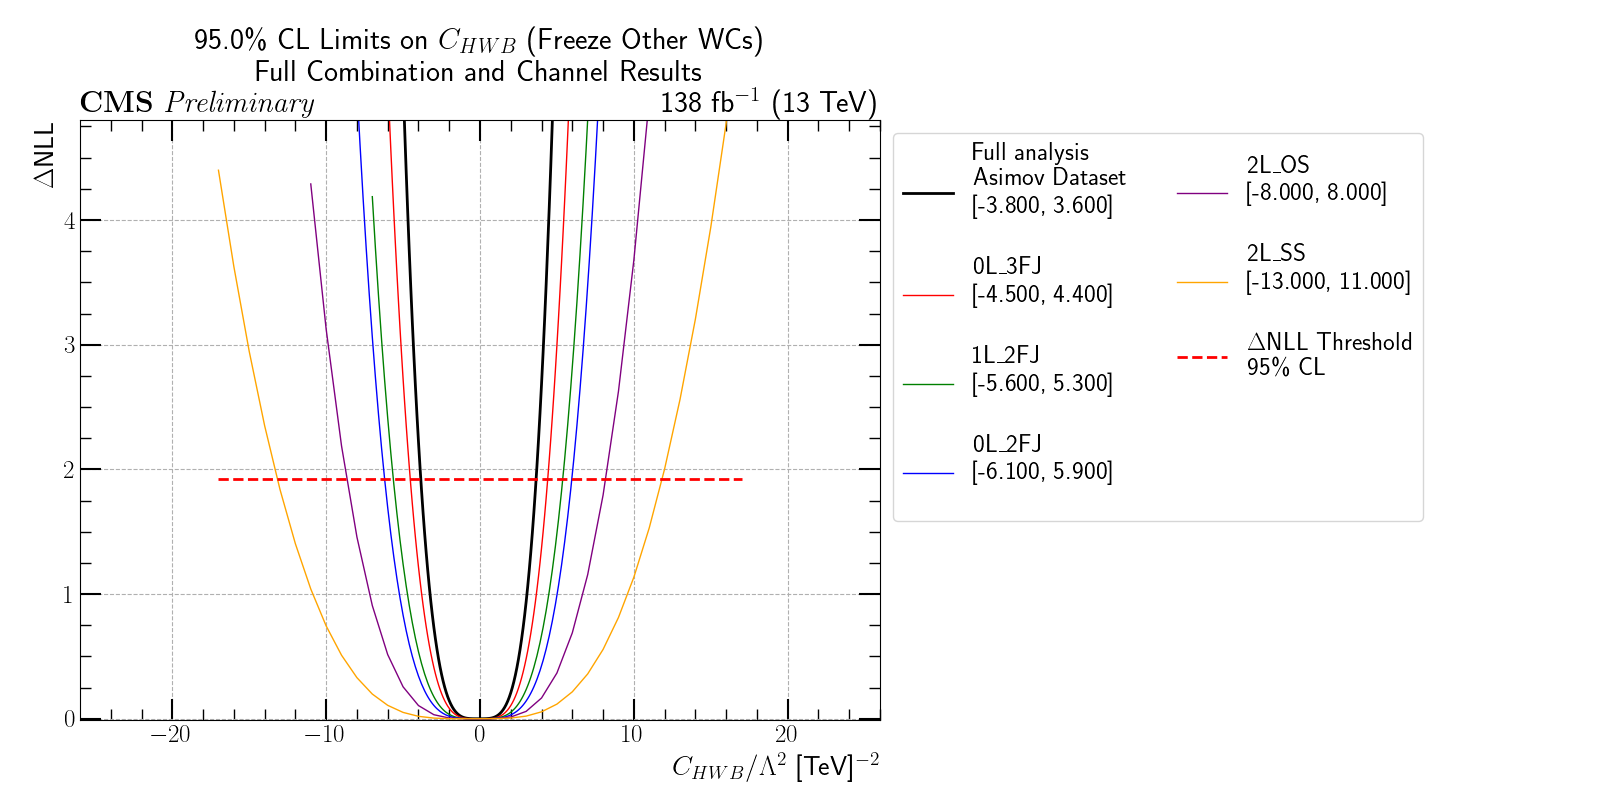 95.0% CL Limits on C_{HWB} (Freeze Other WCs)
Full Combination and Channel Results
CMS Preliminary
138 fb^{-1} (13 TeV)
ΔNLL
4
3
2
1
0
−20
−10
0
10
20
C_{HWB}/Λ^2 [TeV]^{-2}
Full analysis
Asimov Dataset
[-3.800, 3.600]
0L_3FJ
[-4.500, 4.400]
1L_2FJ
[-5.600, 5.300]
0L_2FJ
[-6.100, 5.900]
2L_OS
[-8.000, 8.000]
2L_SS
[-13.000, 11.000]
ΔNLL Threshold
95% CL